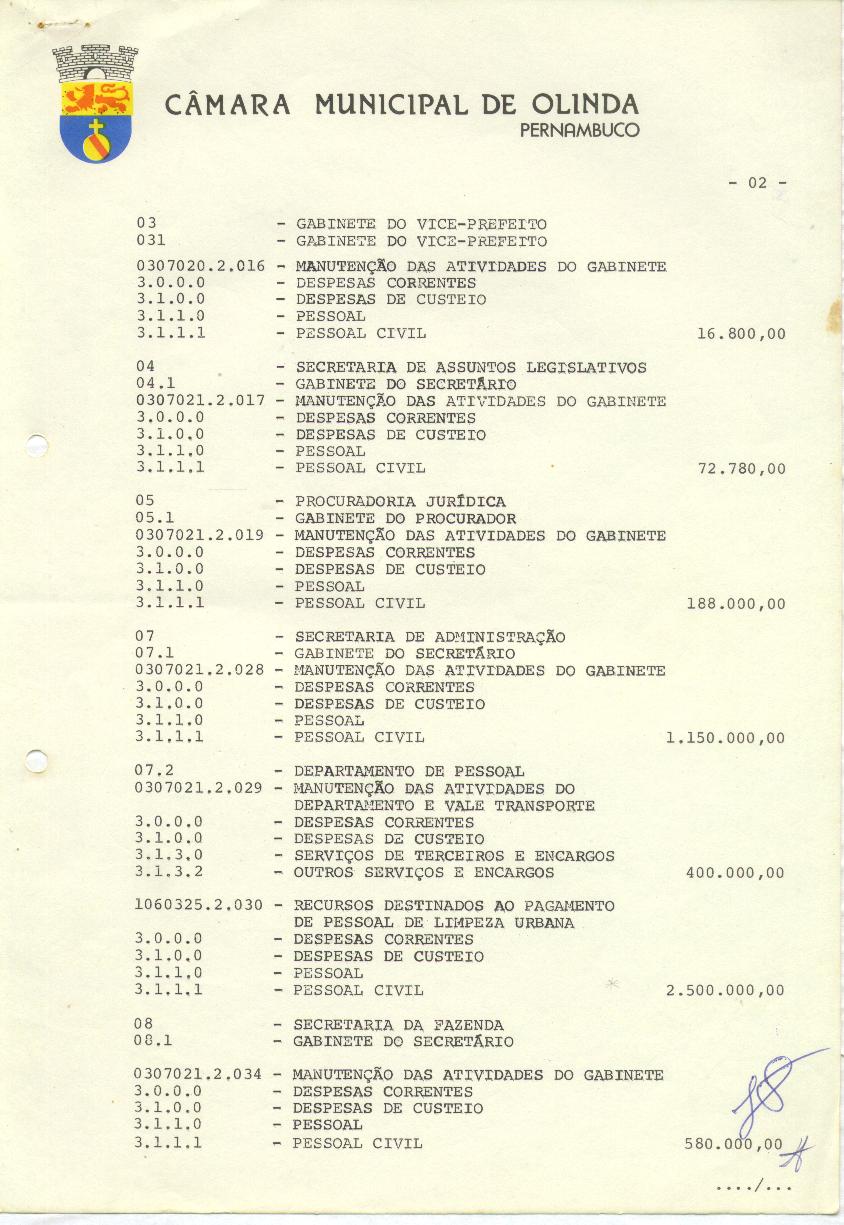 CÂMARA MUNICIPAL DE OLINDA
PERNAMBUCO
- 02 -
03 - GABINETE DO VICE-PREFEITO
031 - GABINETE DO VICE-PREFEITO
0307020.2.016 - MANUTENÇÃO DAS ATIVIDADES DO GABINETE
3.0.0.0 - DESPESAS CORRENTES
3.1.0.0 - DESPESAS DE CUSTEIO
3.1.1.0 - PESSOAL
3.1.1.1 - PESSOAL CIVIL 16.800,00
04 - SECRETARIA DE ASSUNTOS LEGISLATIVOS
04.1 - GABINETE DO SECRETÁRIO
0307021.2.017 - MANUTENÇÃO DAS ATIVIDADES DO GABINETE
3.0.0.0 - DESPESAS CORRENTES
3.1.0.0 - DESPESAS DE CUSTEIO
3.1.1.0 - PESSOAL
3.1.1.1 - PESSOAL CIVIL 72.780,00
05 - PROCURADORIA JURÍDICA
05.1 - GABINETE DO PROCURADOR
0307021.2.019 - MANUTENÇÃO DAS ATIVIDADES DO GABINETE
3.0.0.0 - DESPESAS CORRENTES
3.1.0.0 - DESPESAS DE CUSTEIO
3.1.1.0 - PESSOAL
3.1.1.1 - PESSOAL CIVIL 188.000,00
07 - SECRETARIA DE ADMINISTRAÇÃO
07.1 - GABINETE DO SECRETÁRIO
0307021.2.028 - MANUTENÇÃO DAS ATIVIDADES DO GABINETE
3.0.0.0 - DESPESAS CORRENTES
3.1.0.0 - DESPESAS DE CUSTEIO
3.1.1.0 - PESSOAL
3.1.1.1 - PESSOAL CIVIL 1.150.000,00
07.2 - DEPARTAMENTO DE PESSOAL
0307021.2.029 - MANUTENÇÃO DAS ATIVIDADES DO
DEPARTAMENTO E VALE TRANSPORTE
3.0.0.0 - DESPESAS CORRENTES
3.1.0.0 - DESPESAS DE CUSTEIO
3.1.3.0 - SERVIÇOS DE TERCEIROS E ENCARGOS
3.1.3.2 - OUTROS SERVIÇOS E ENCARGOS 400.000,00
1060325.2.030 - RECURSOS DESTINADOS AO PAGAMENTO
DE PESSOAL DE LIMPEZA URBANA
3.0.0.0 - DESPESAS CORRENTES
3.1.0.0 - DESPESAS DE CUSTEIO
3.1.1.0 - PESSOAL
3.1.1.1 - PESSOAL CIVIL 2.500.000,00
08 - SECRETARIA DA FAZENDA
08.1 - GABINETE DO SECRETÁRIO
0307021.2.034 - MANUTENÇÃO DAS ATIVIDADES DO GABINETE
3.0.0.0 - DESPESAS CORRENTES
3.1.0.0 - DESPESAS DE CUSTEIO
3.1.1.0 - PESSOAL
3.1.1.1 - PESSOAL CIVIL 580.000,00
..../...